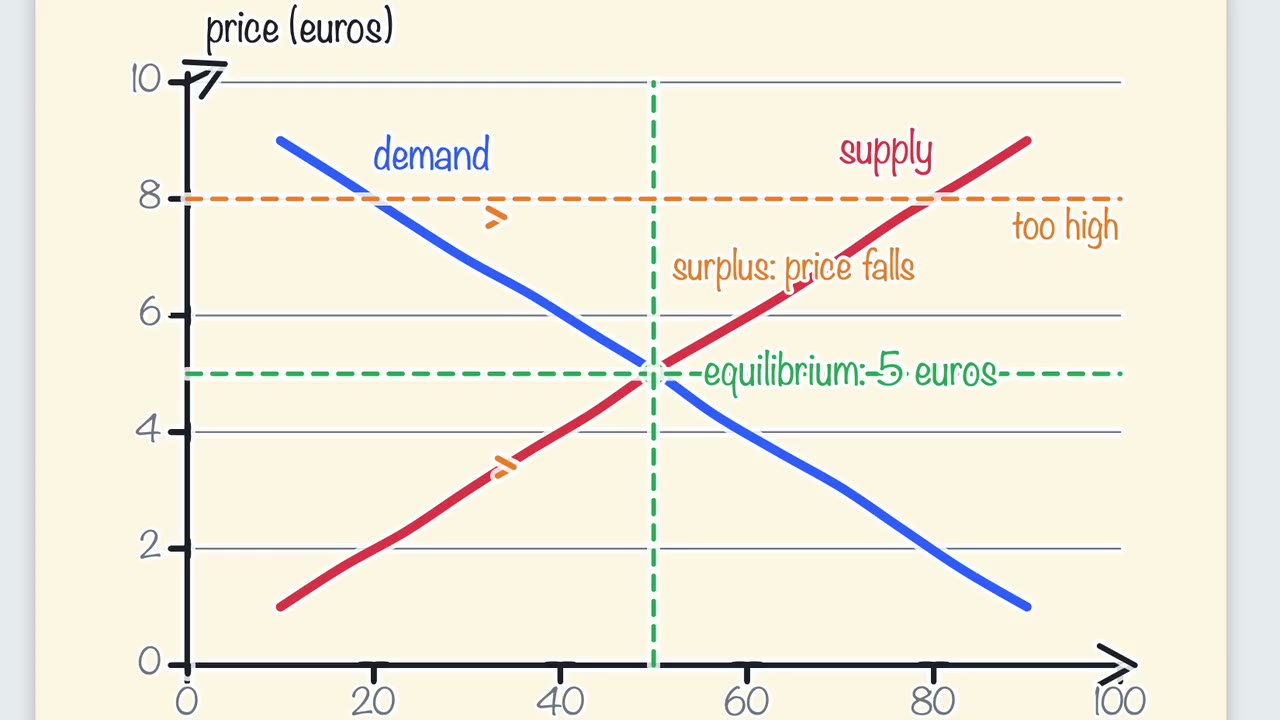 price (euros)
10
demand
supply
8
too high
surplus: price falls
6
equilibrium: 5 euros
4
2
0
0 20 40 60 80 100